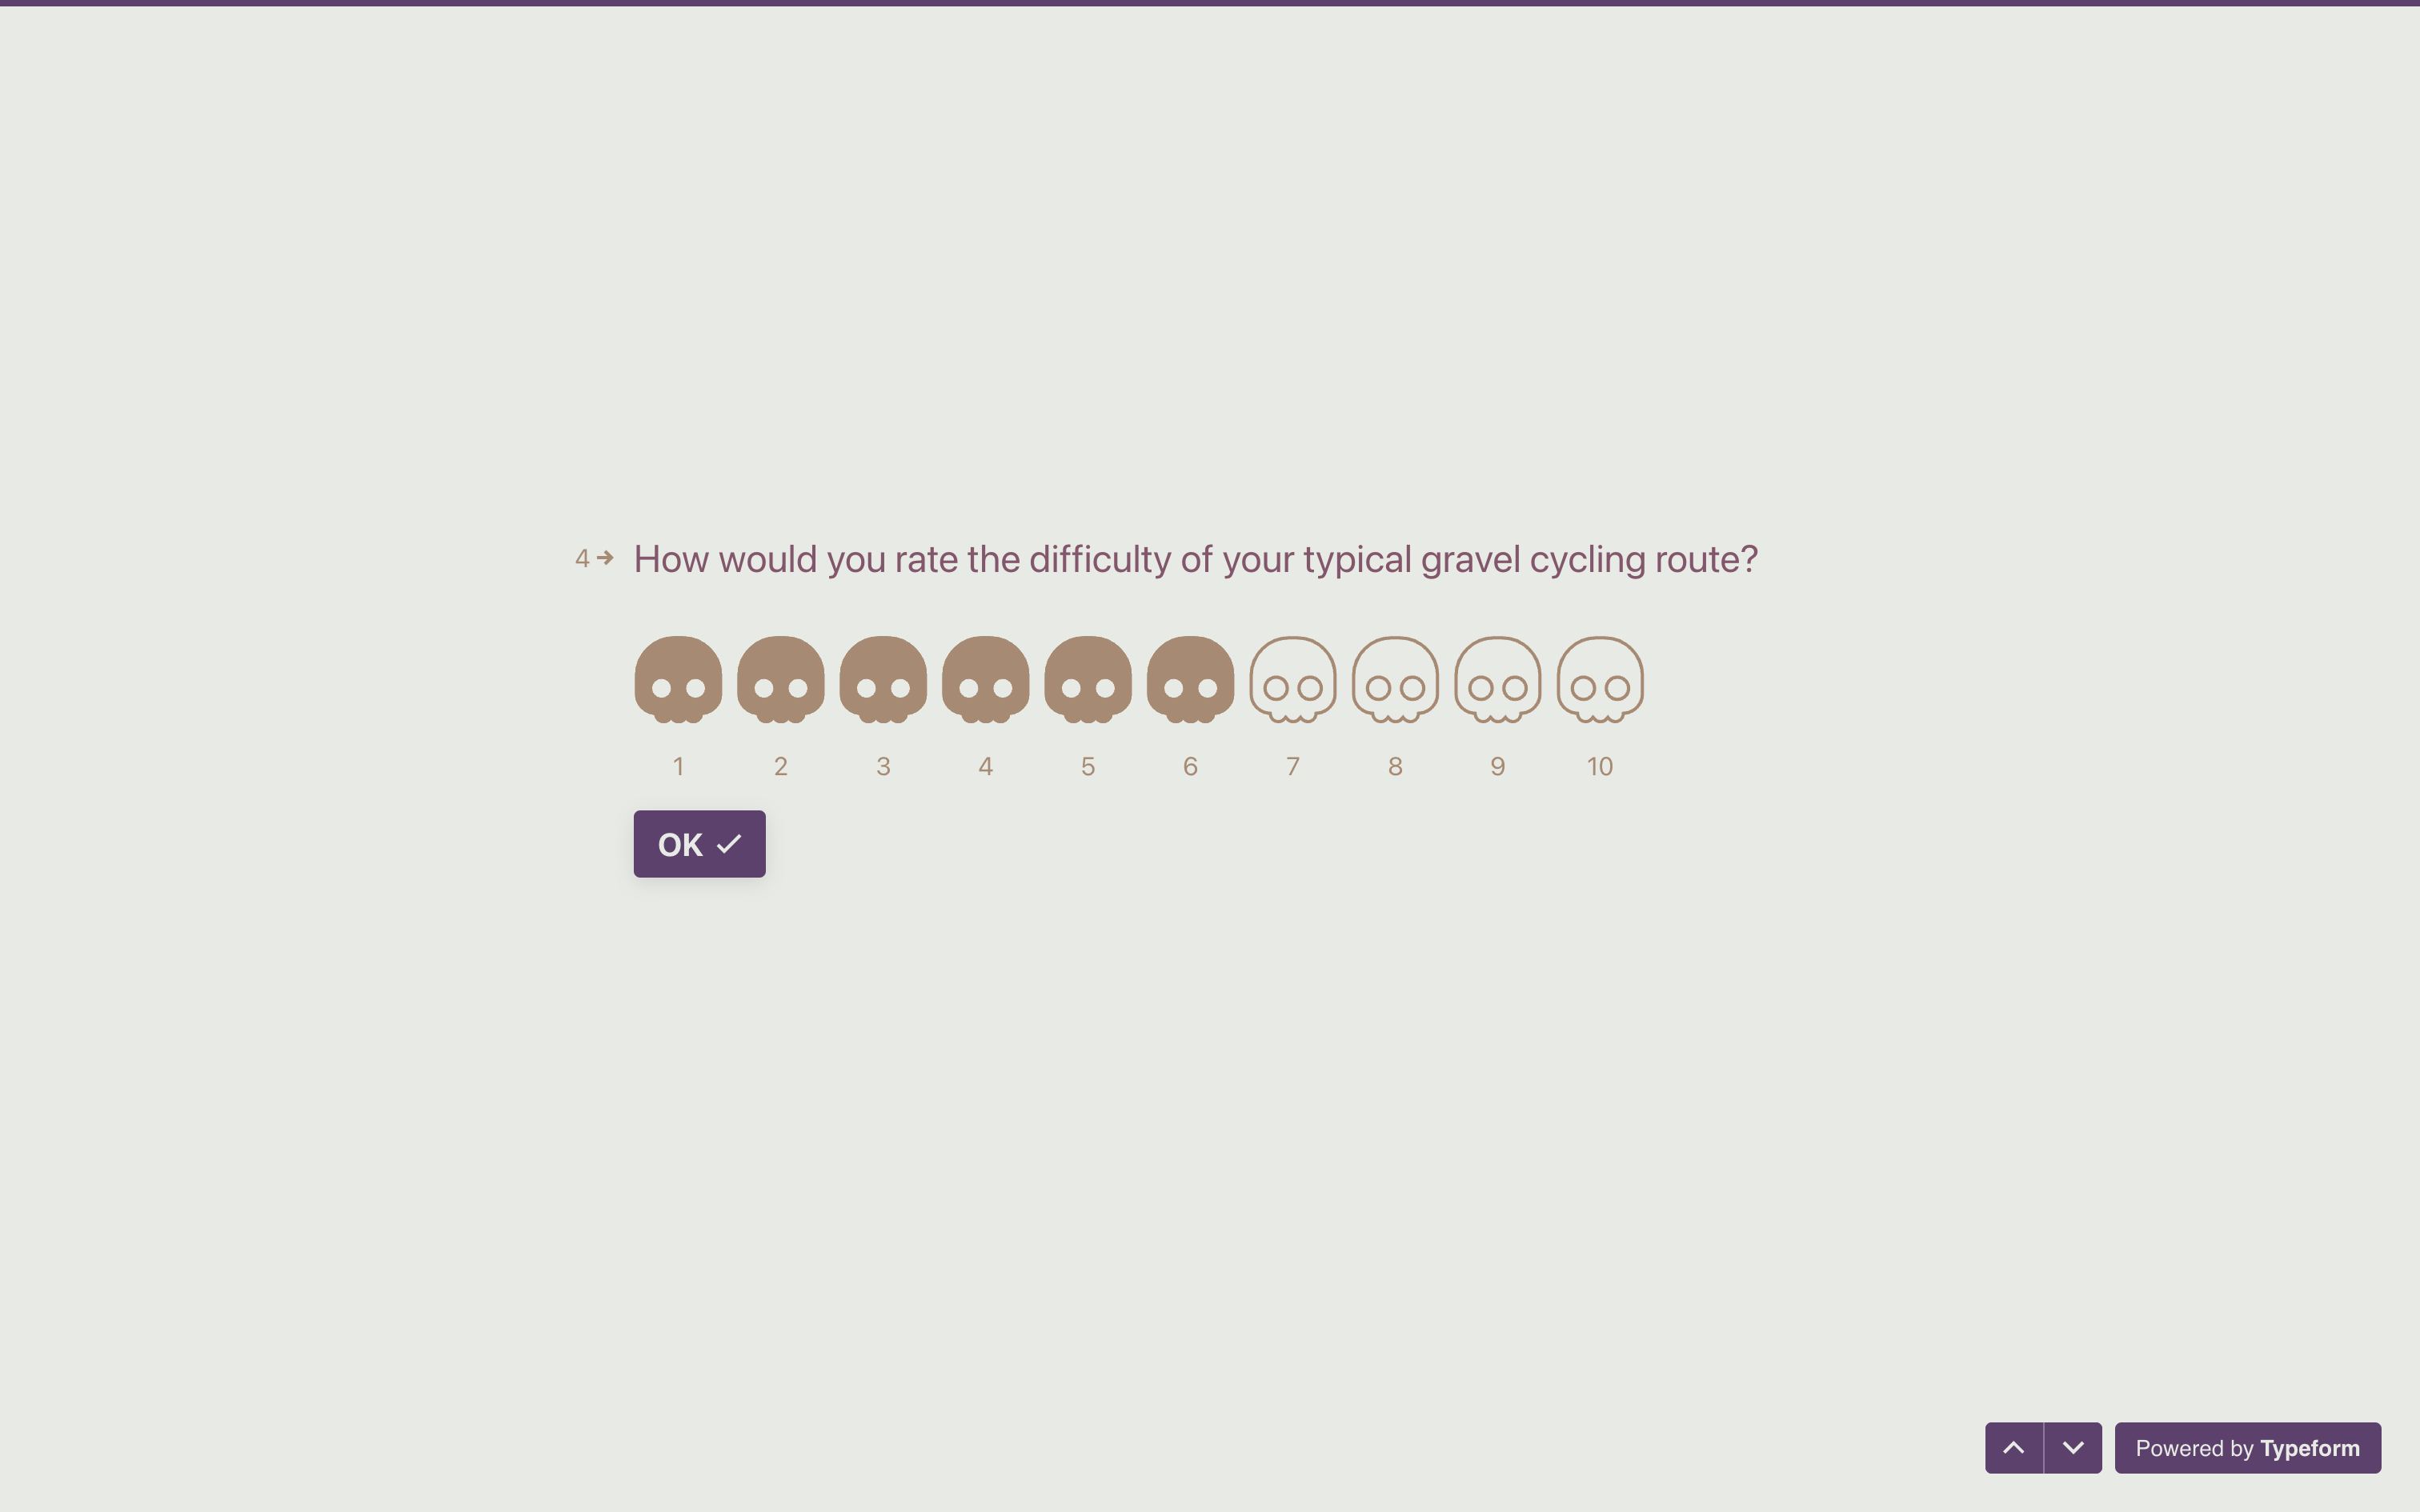 4 How would you rate the difficulty of your typical gravel cycling route?
1 2 3 4 5 6 7 8 9 10
OK
Powered by Typeform